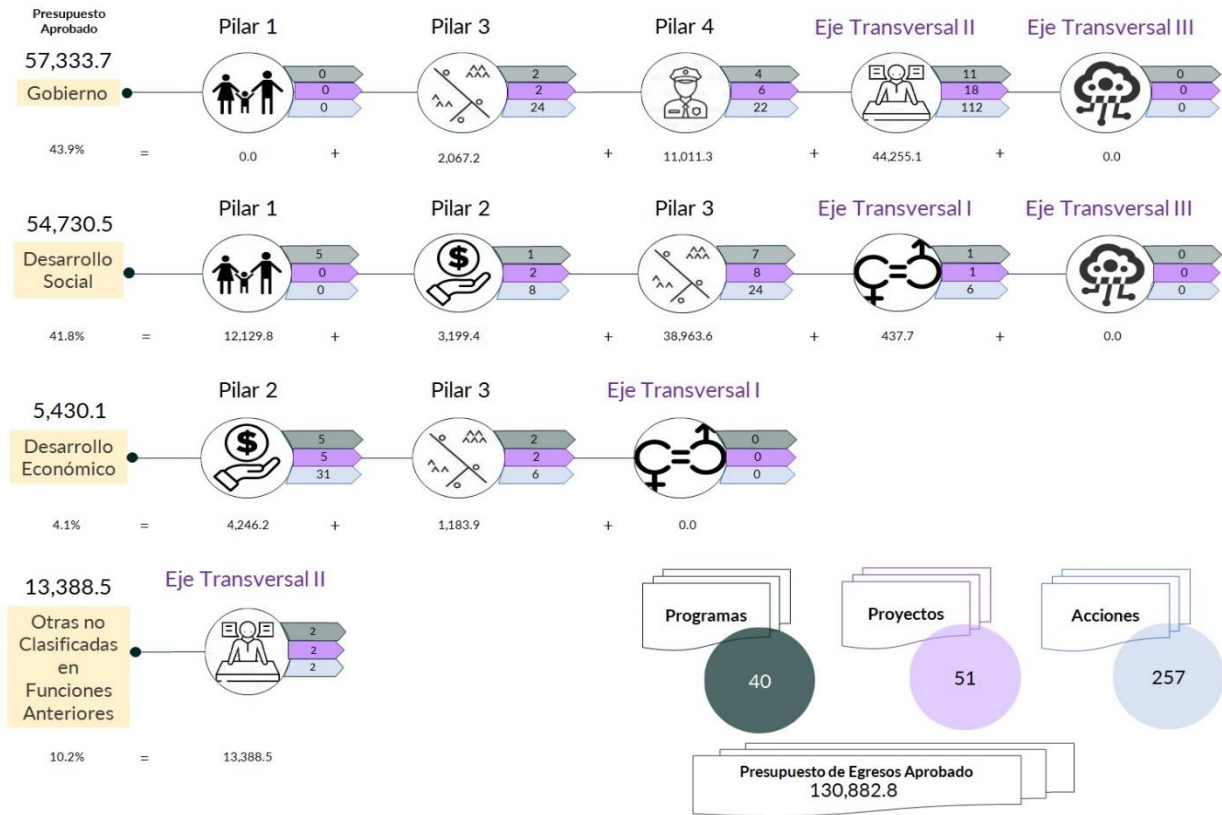 Presupuesto
Aprobado
57,333.7
Gobierno
43.9%
=
Pilar 1
0
0
0
0.0
+
Pilar 3
2
2
24
2,067.2
+
Pilar 4
4
6
22
11,011.3
+
Eje Transversal II
11
18
112
44,255.1
+
Eje Transversal III
0
0
0
0.0
54,730.5
Desarrollo
Social
41.8%
=
Pilar 1
5
0
0
12,129.8
+
Pilar 2
$
1
2
8
3,199.4
+
Pilar 3
7
8
24
38,963.6
+
Eje Transversal I
1
1
6
437.7
+
Eje Transversal III
0
0
0
0.0
5,430.1
Desarrollo
Económico
4.1%
=
Pilar 2
$
5
5
31
4,246.2
+
Pilar 3
2
2
6
1,183.9
+
Eje Transversal I
0
0
0
0.0
13,388.5
Otras no
Clasificadas
en
Funciones
Anteriores
10.2%
=
Eje Transversal II
2
2
2
13,388.5
Programas
40
Proyectos
51
Acciones
257
Presupuesto de Egresos Aprobado
130,882.8